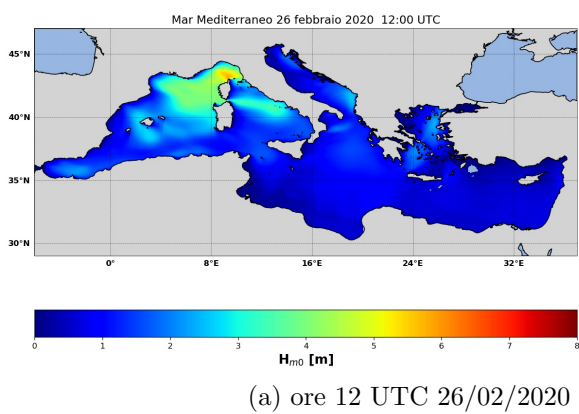 Mar Mediterraneo 26 febbraio 2020 12:00 UTC
45°N
40°N
35°N
30°N
0° 8°E 16°E 24°E 32°E
0 1 2 3 4 5 6 7 8
Hm0 [m]
(a) ore 12 UTC 26/02/2020